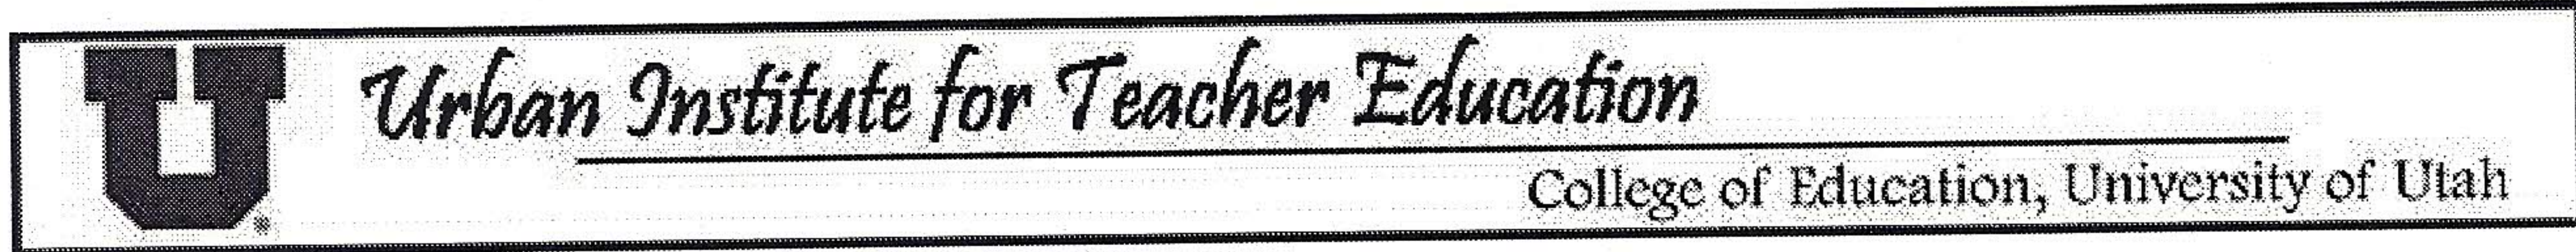 U®
Urban Institute for Teacher Education
College of Education, University of Utah